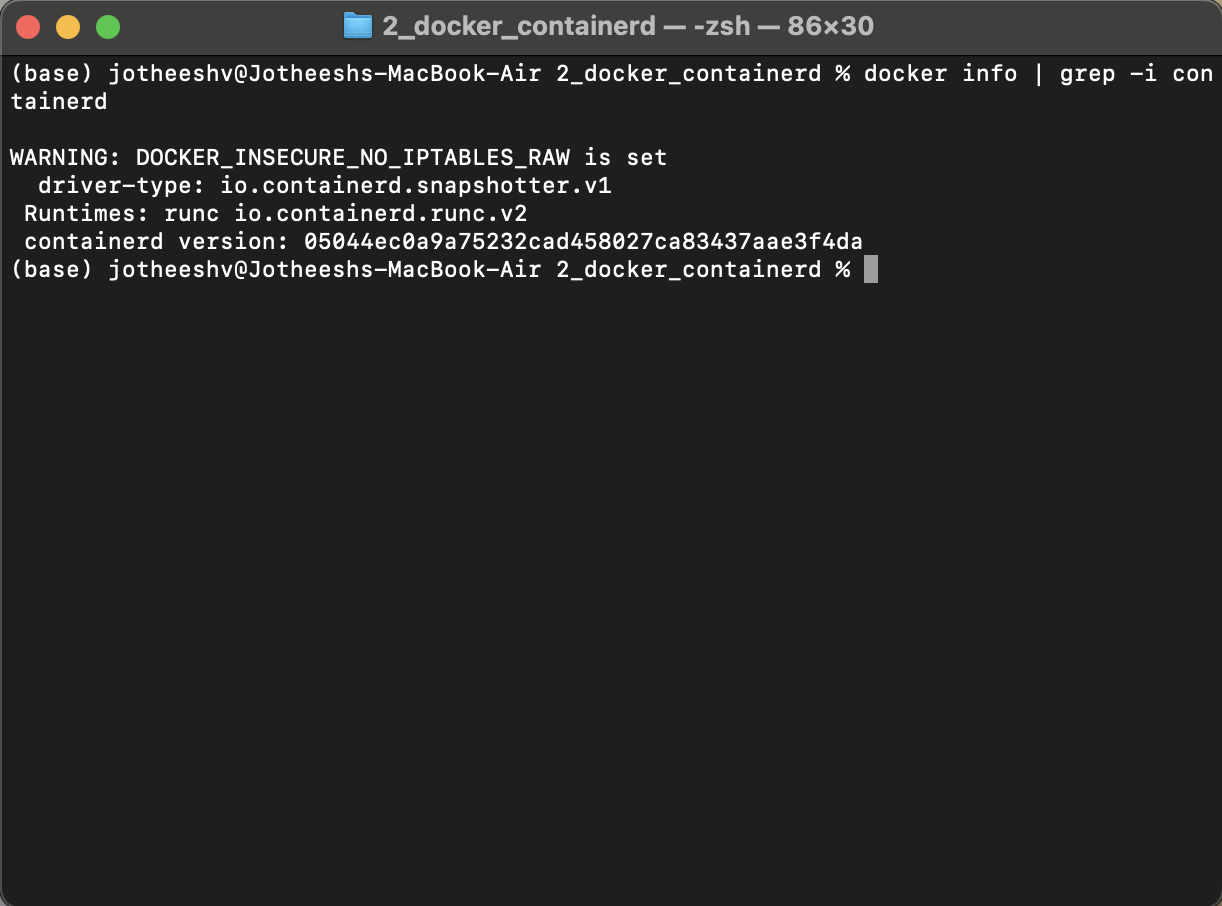 2_docker_containerd — -zsh — 86×30
(base) jotheeshv@Jotheeshs-MacBook-Air 2_docker_containerd % docker info | grep -i con
tainerd
WARNING: DOCKER_INSECURE_NO_IPTABLES_RAW is set
driver-type: io.containerd.snapshotter.v1
Runtimes: runc io.containerd.runc.v2
containerd version: 05044ec0a9a75232cad458027ca83437aae3f4da
(base) jotheeshv@Jotheeshs-MacBook-Air 2_docker_containerd %